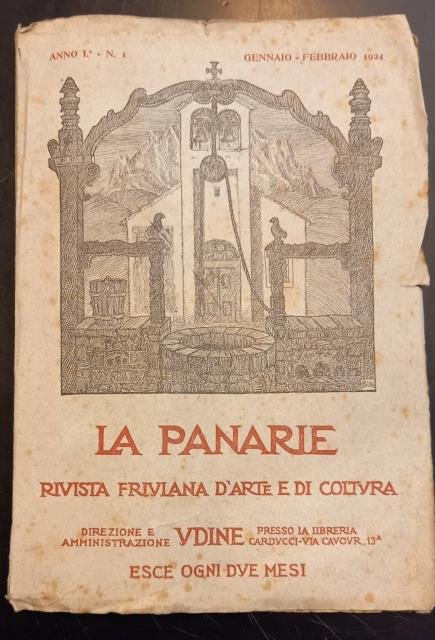 ANNO I.° - N. 1
GENNAIO - FEBBRAIO 1924
LA PANARIE
RIVISTA FRIVLANA D'ARTE E DI COLTVRA
DIREZIONE E AMMINISTRAZIONE VDINE PRESSO LA LIBRERIA CARDVCCI-VIA CAVOVR, 13A
ESCE OGNI DVE MESI